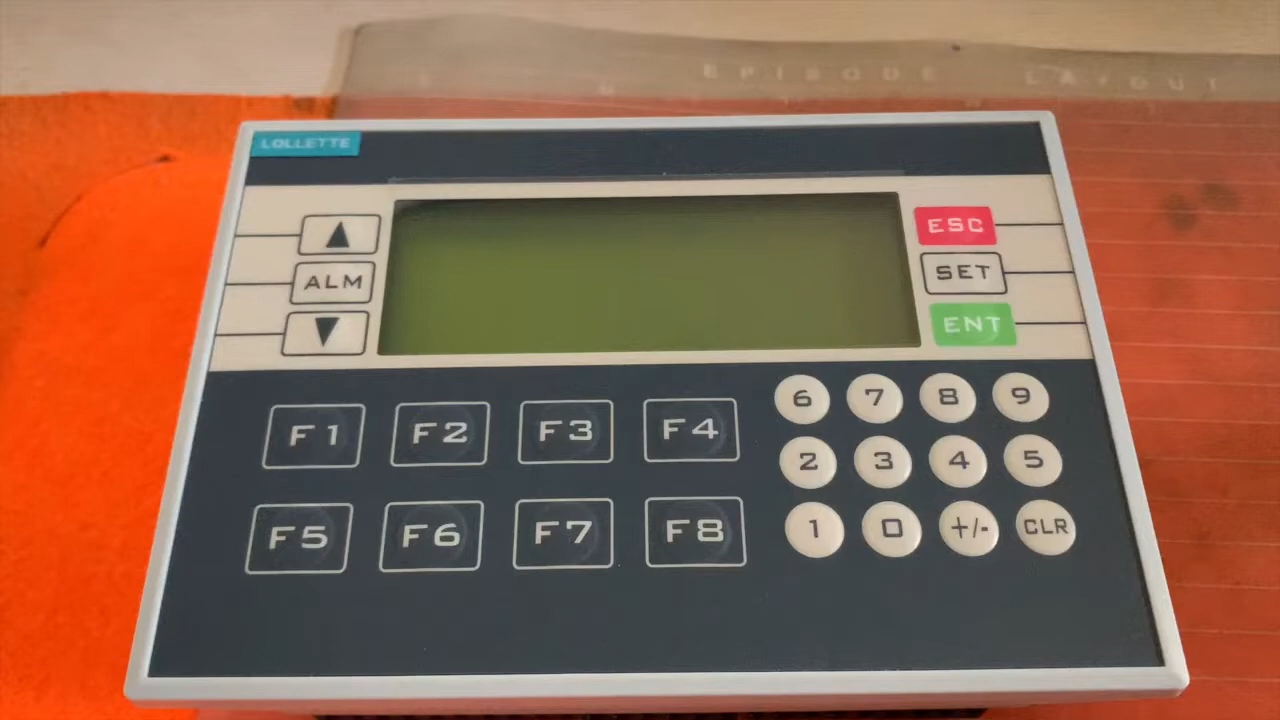 EPISODE LAYOUT
LOLLETTE
ESC
ALM
SET
ENT
6 7 8 9
F1 F2 F3 F4
2 3 4 5
F5 F6 F7 F8
1 0 +/- CLR